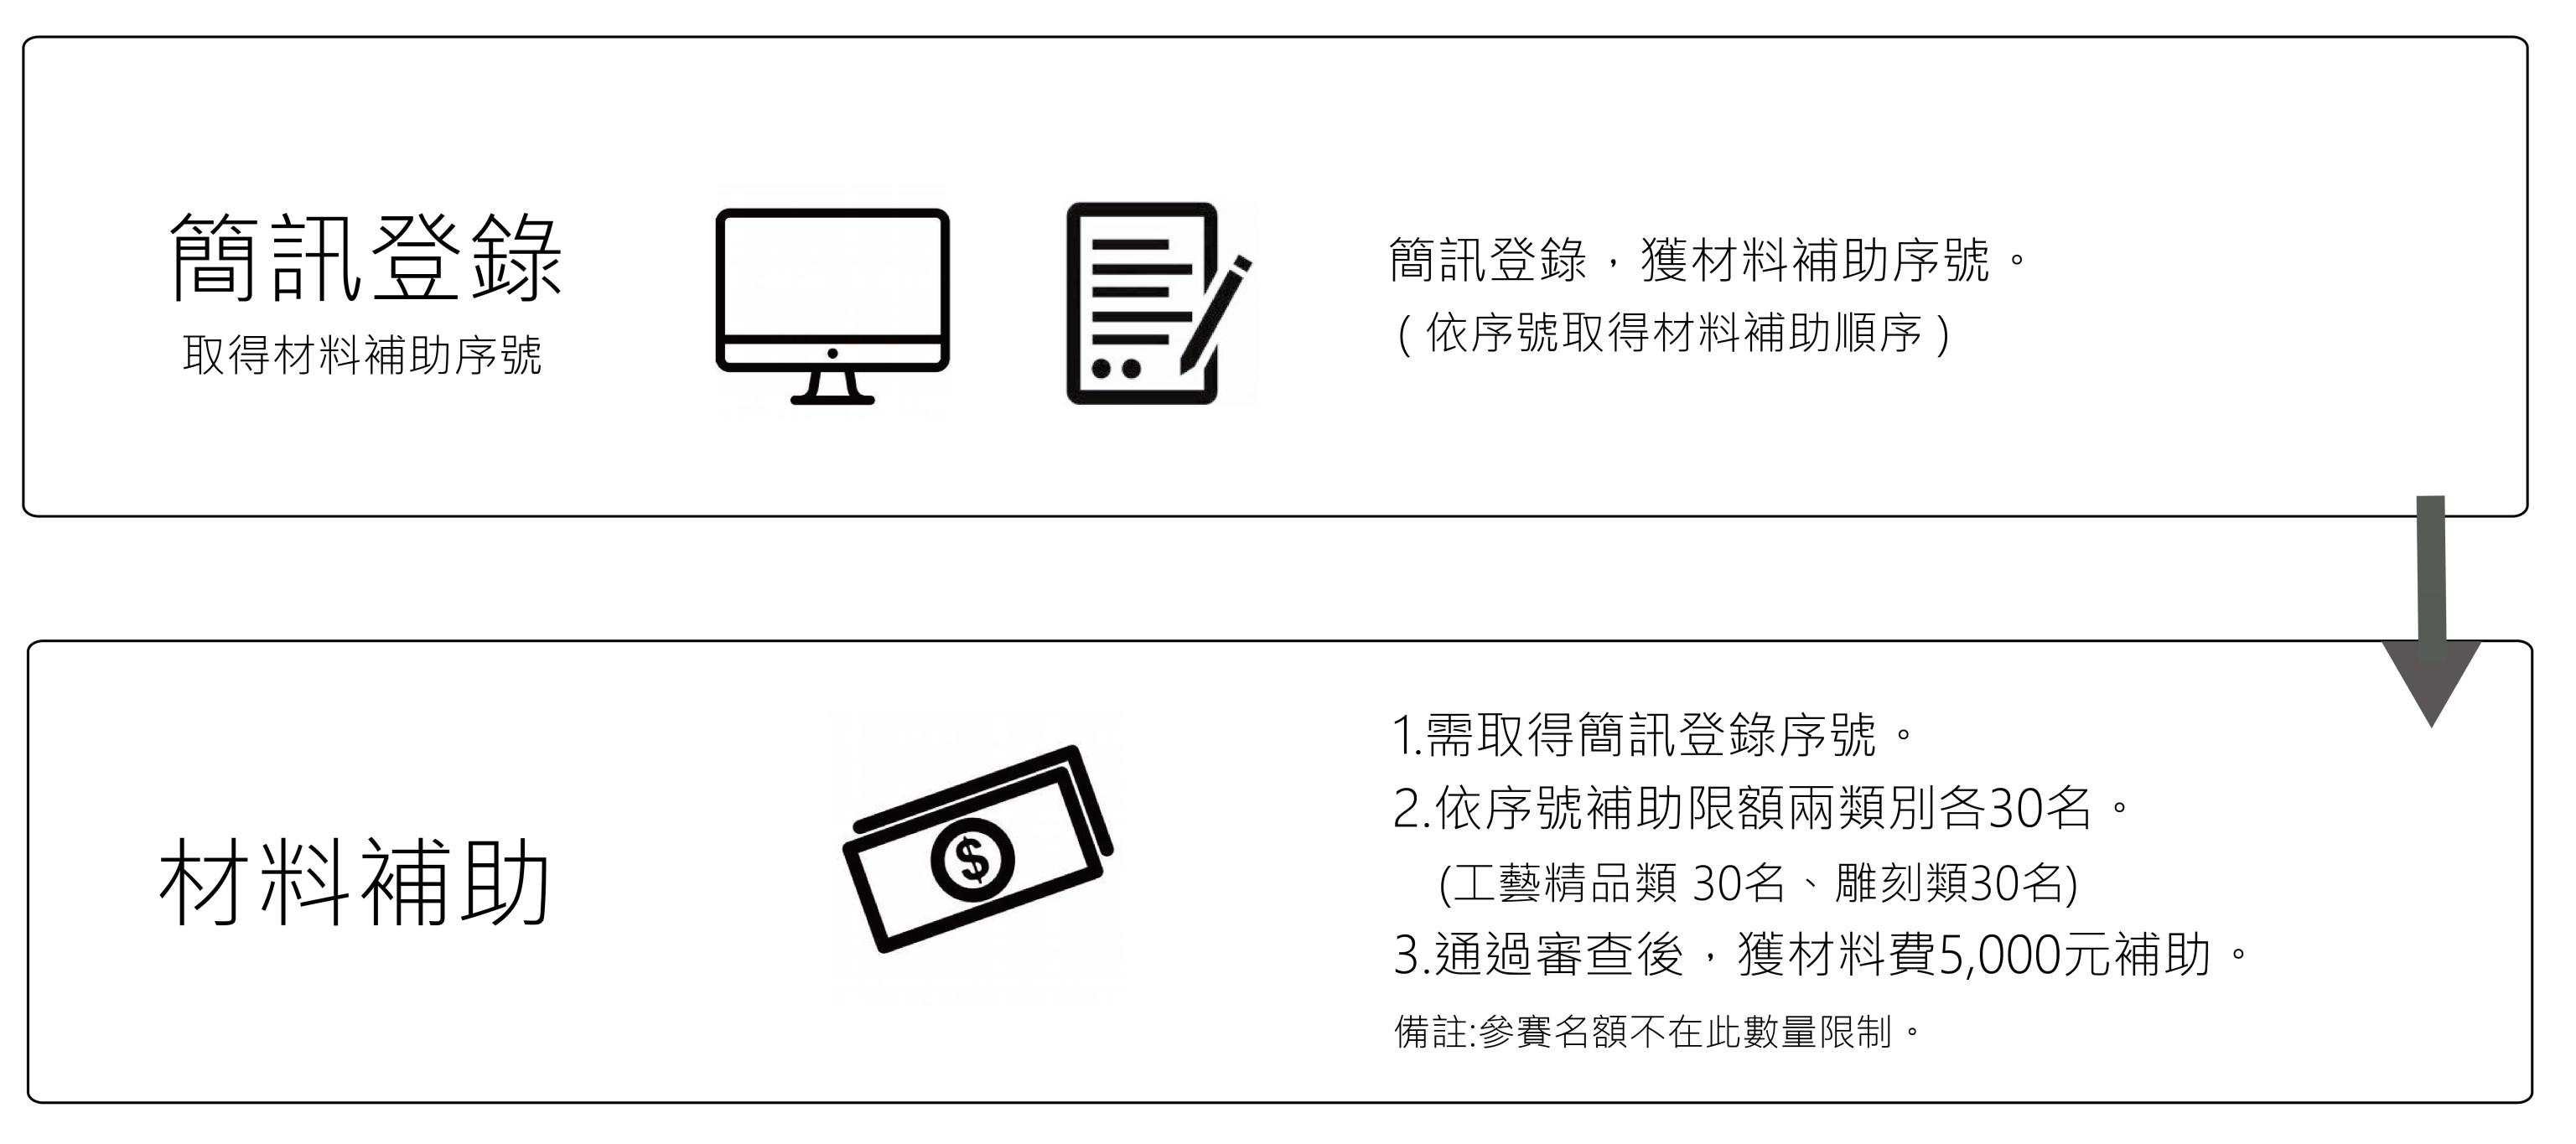 簡訊登錄
取得材料補助序號
簡訊登錄，獲材料補助序號。
（依序號取得材料補助順序）
材料補助
1.需取得簡訊登錄序號。
2.依序號補助限額兩類別各30名。
(工藝精品類 30名、雕刻類30名)
3.通過審查後，獲材料費5,000元補助。
備註:參賽名額不在此數量限制。
$